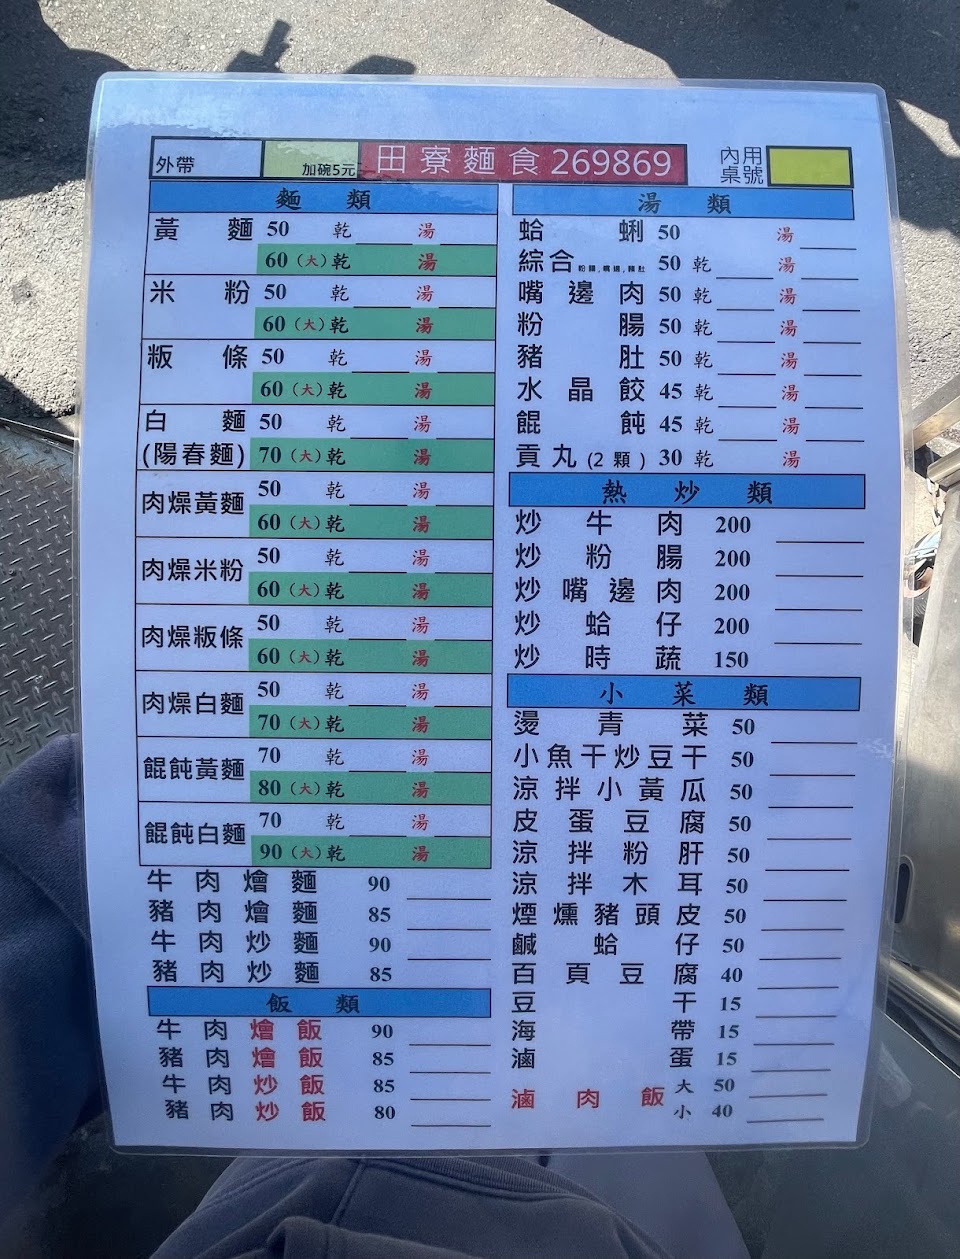 外帶 加碗5元 田寮麵食269869 內用桌號
麵類
黃麵 50 乾 湯
60(大)乾 湯
米粉 50 乾 湯
60(大)乾 湯
粄條 50 乾 湯
60(大)乾 湯
白麵 50 乾 湯
(陽春麵) 70(大)乾 湯
肉燥黃麵 50 乾 湯
60(大)乾 湯
肉燥米粉 50 乾 湯
60(大)乾 湯
肉燥粄條 50 乾 湯
60(大)乾 湯
肉燥白麵 50 乾 湯
70(大)乾 湯
餛飩黃麵 70 乾 湯
80(大)乾 湯
餛飩白麵 70 乾 湯
90(大)乾 湯
牛肉燴麵 90
豬肉燴麵 85
牛肉炒麵 90
豬肉炒麵 85
飯類
牛肉燴飯 90
豬肉燴飯 85
牛肉炒飯 85
豬肉炒飯 80
湯類
蛤蜊 50 湯
綜合 50 乾 湯
嘴邊肉 50 乾 湯
粉腸 50 乾 湯
豬肚 50 乾 湯
水晶餃 45 乾 湯
餛飩 45 乾 湯
貢丸(2顆) 30 乾 湯
熱炒類
炒牛肉 200
炒粉腸 200
炒嘴邊肉 200
炒蛤仔 200
炒時蔬 150
小菜類
燙青菜 50
小魚干炒豆干 50
涼拌小黃瓜 50
皮蛋豆腐 50
涼拌粉肝 50
涼拌木耳 50
煙燻豬頭皮 50
鹹蛤仔 50
百頁豆腐 40
豆干 15
海帶 15
滷蛋 15
滷肉飯 大 50
小 40